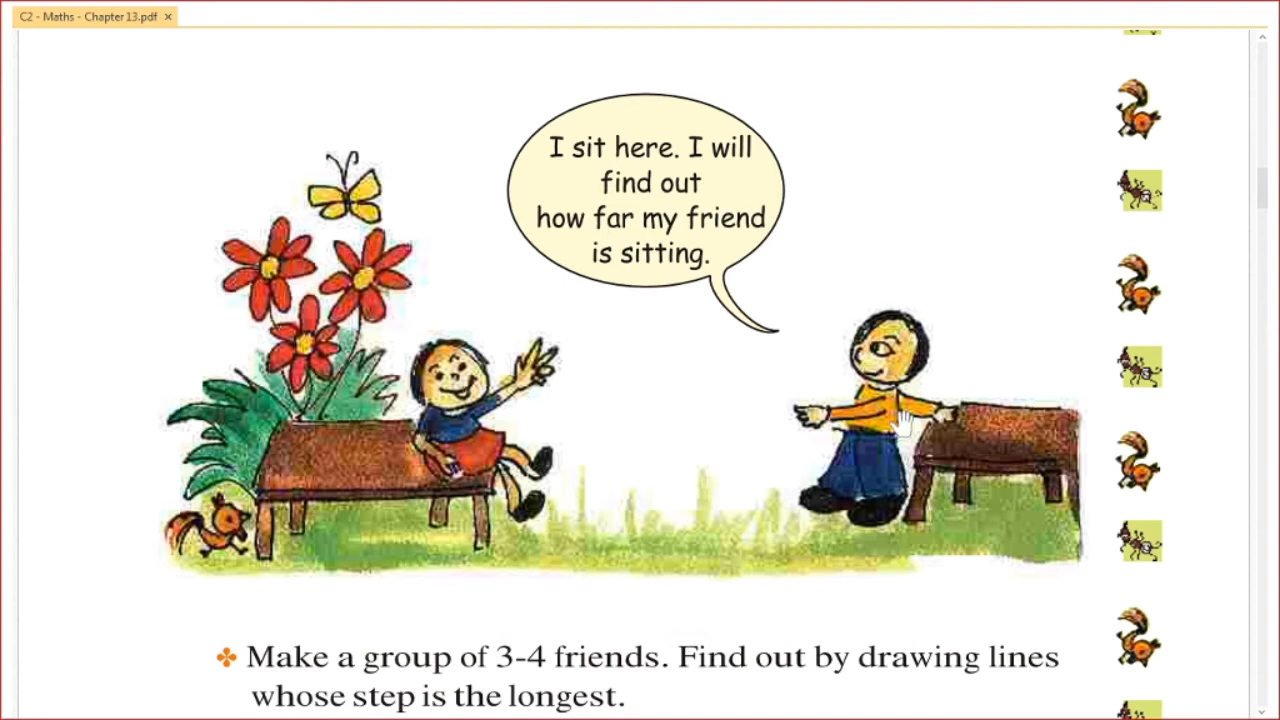 C2 - Maths - Chapter 13.pdf
I sit here. I will
find out
how far my friend
is sitting.
Make a group of 3-4 friends. Find out by drawing lines
whose step is the longest.